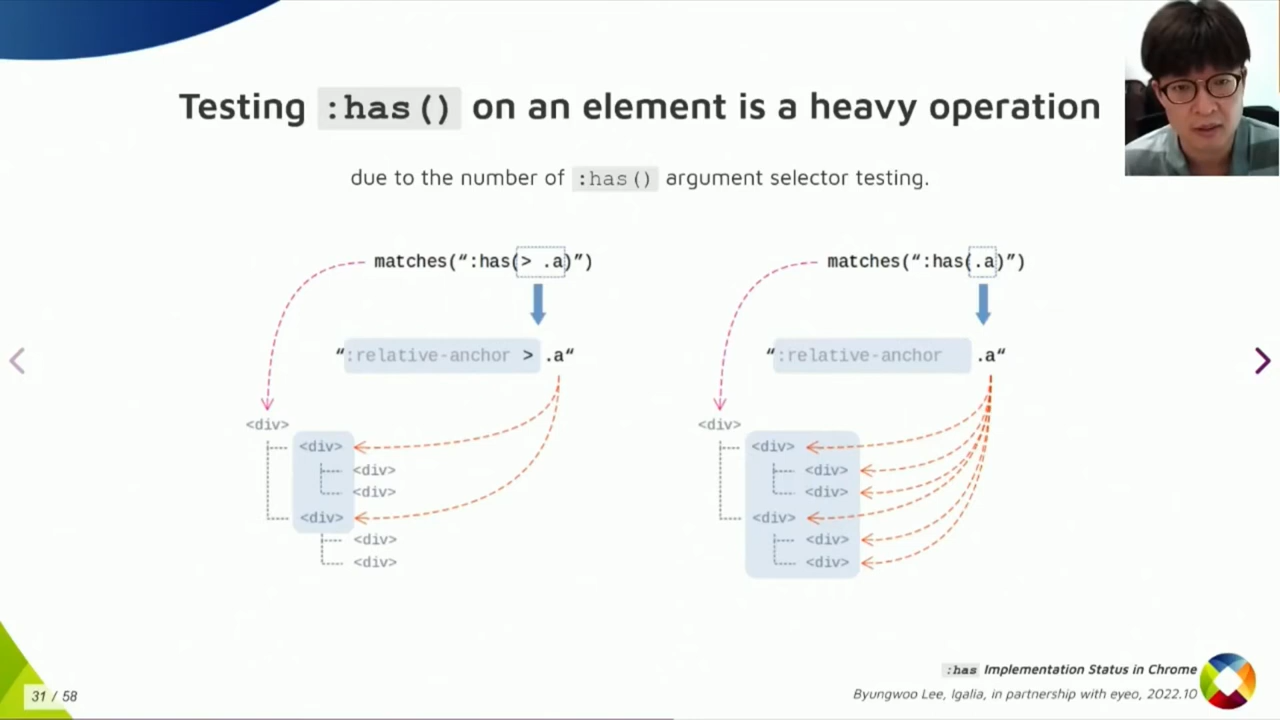 Testing :has() on an element is a heavy operation
due to the number of :has() argument selector testing.
matches(“:has(> .a)”)
“:relative-anchor > .a“
<div>
<div>
<div>
<div>
<div>
<div>
<div>
matches(“:has(.a)”)
“:relative-anchor .a“
<div>
<div>
<div>
<div>
<div>
<div>
<div>
:has Implementation Status in Chrome
Byungwoo Lee, Igalia, in partnership with eyeo, 2022.10
31 / 58